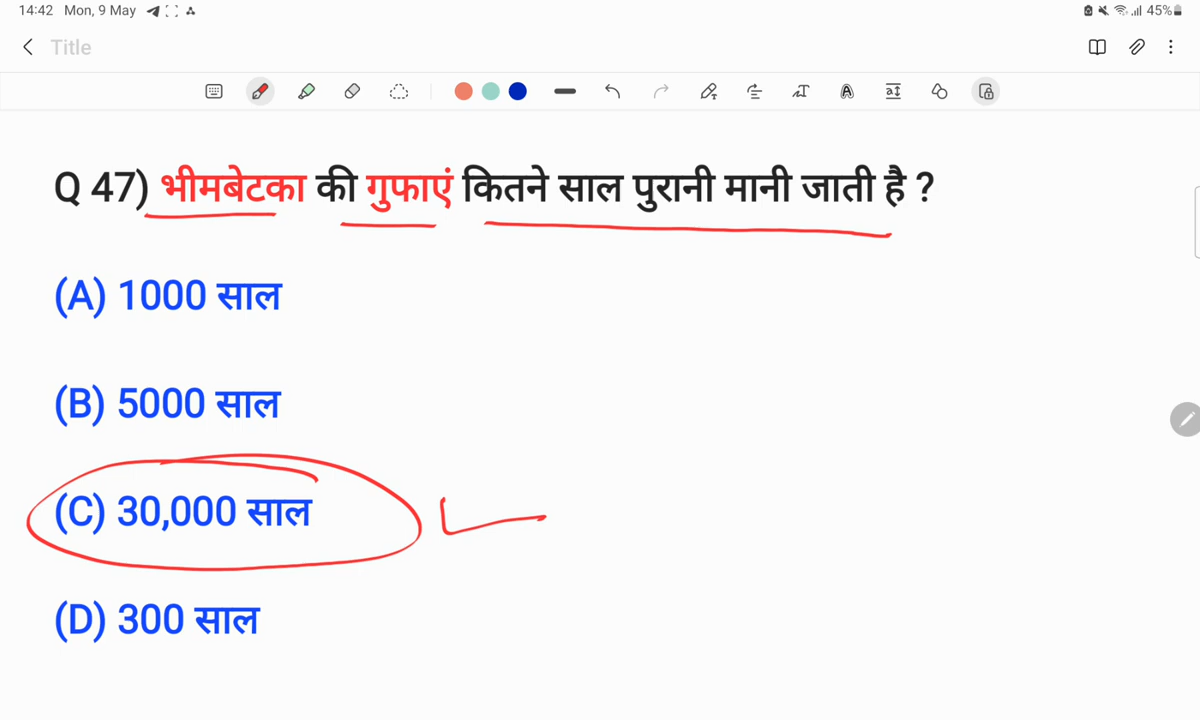 14:42 Mon, 9 May 45%
Title
Q 47) भीमबेटका की गुफाएं कितने साल पुरानी मानी जाती है ?
(A) 1000 साल
(B) 5000 साल
(C) 30,000 साल
(D) 300 साल